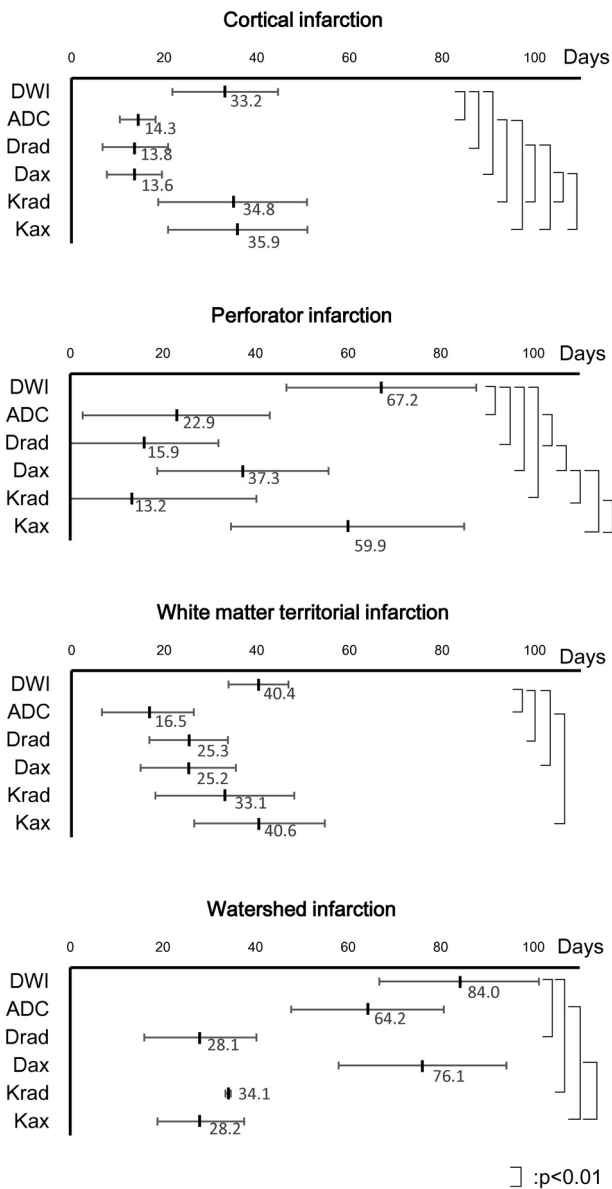 Cortical infarction
0 20 40 60 80 100 Days
DWI 33.2
ADC 14.3
Drad 13.8
Dax 13.6
Krad 34.8
Kax 35.9
Perforator infarction
0 20 40 60 80 100 Days
DWI 67.2
ADC 22.9
Drad 15.9
Dax 37.3
Krad 13.2
Kax 59.9
White matter territorial infarction
0 20 40 60 80 100 Days
DWI 40.4
ADC 16.5
Drad 25.3
Dax 25.2
Krad 33.1
Kax 40.6
Watershed infarction
0 20 40 60 80 100 Days
DWI 84.0
ADC 64.2
Drad 28.1
Dax 76.1
Krad 34.1
Kax 28.2
:p<0.01